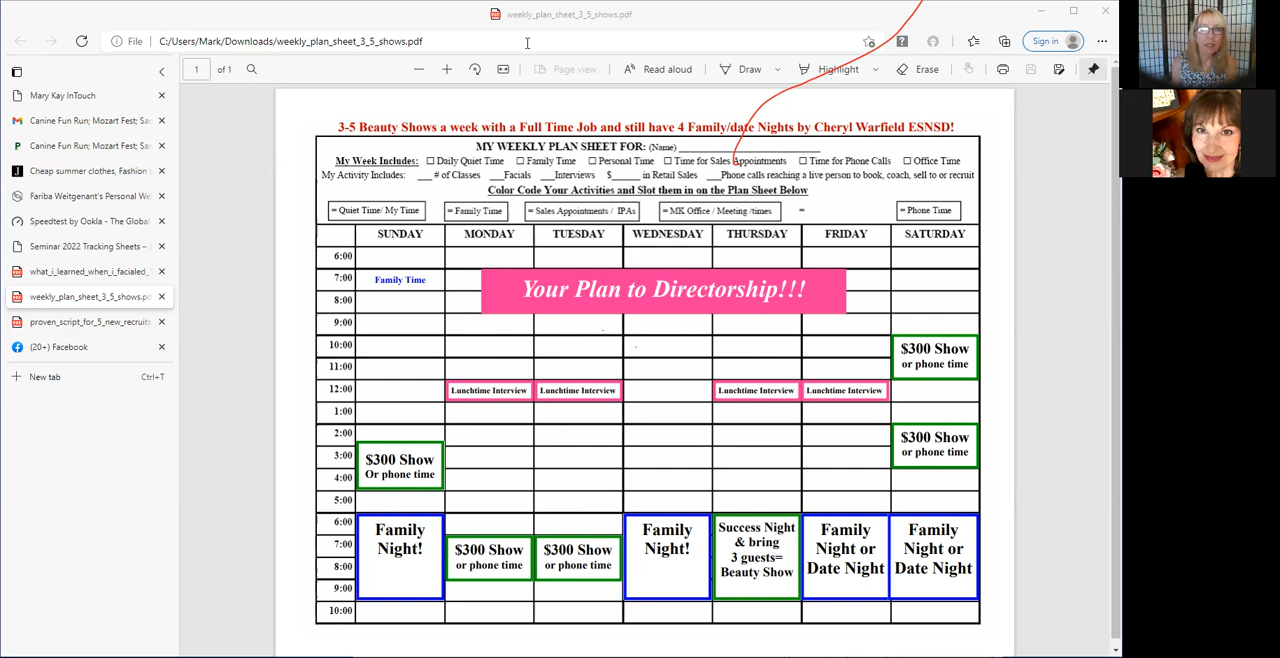 weekly_plan_sheet_3_5_shows.pdf
File C:/Users/Mark/Downloads/weekly_plan_sheet_3_5_shows.pdf
Sign in
1 of 1
Page view
Read aloud
Draw
Highlight
Erase
Mary Kay InTouch
Canine Fun Run; Mozart Fest; Sa
Canine Fun Run; Mozart Fest; Sa
Cheap summer clothes, Fashion
Fariba Weitgenant's Personal We
Speedtest by Ookla - The Global
Seminar 2022 Tracking Sheets –
what_i_learned_when_i_facialed_
weekly_plan_sheet_3_5_shows.pd
proven_script_for_5_new_recruits
(20+) Facebook
New tab Ctrl+T
3-5 Beauty Shows a week with a Full Time Job and still have 4 Family/date Nights by Cheryl Warfield ESNSD!
MY WEEKLY PLAN SHEET FOR: (Name)
My Week Includes: Daily Quiet Time Family Time Personal Time Time for Sales Appointments Time for Phone Calls Office Time
My Activity Includes: ___ # of Classes ___Facials ___Interviews $______ in Retail Sales ___Phone calls reaching a live person to book, coach, sell to or recruit
Color Code Your Activities and Slot them in on the Plan Sheet Below
= Quiet Time/ My Time
= Family Time
= Sales Appointments / IPAs
= MK Office / Meeting /times
=
= Phone Time
SUNDAY MONDAY TUESDAY WEDNESDAY THURSDAY FRIDAY SATURDAY
6:00
7:00 Family Time
Your Plan to Directorship!!!
8:00
9:00
10:00
$300 Show
or phone time
11:00
12:00 Lunchtime Interview Lunchtime Interview Lunchtime Interview Lunchtime Interview
1:00
2:00
$300 Show
or phone time
3:00
$300 Show
Or phone time
4:00
5:00
6:00
7:00
8:00
9:00
10:00
Family
Night!
$300 Show
or phone time
$300 Show
or phone time
Family
Night!
Success Night
& bring
3 guests=
Beauty Show
Family
Night or
Date Night
Family
Night or
Date Night